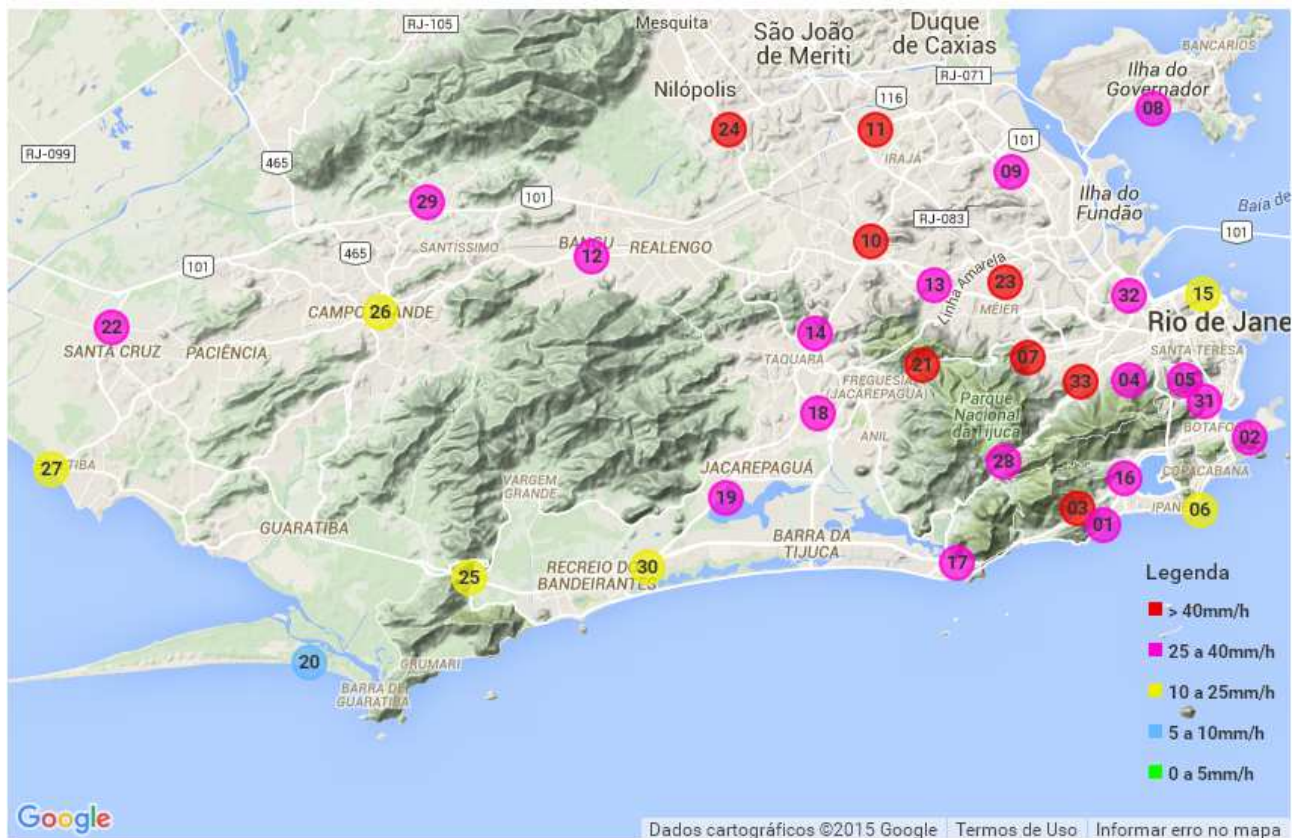 RJ-105
Mesquita
São João
de Meriti
Duque
de Caxias
BANCÁRIOS
RJ-071
Ilha do
Governador
Nilópolis
116
08
24
11
RJ-099
465
101
IRAJÁ
09
Ilha do
Fundão
29
101
RJ-083
Baía de
101
SANTÍSSIMO
BANGU
REALENGO
10
465
12
101
13
Linha Amarela
23
MÉIER
32
15
26
CAMPO GRANDE
22
SANTA CRUZ
PACIÊNCIA
14
TAQUARA
Rio de Jane
SANTA TERESA
21
07
33
04
05
FREGUESIA
(JACAREPAGUÁ)
31
18
Parque
Nacional
da Tijuca
BOTAFOG
02
ANIL
27
TIBA
28
JACAREPAGUÁ
COPACABANA
16
VARGEM
GRANDE
19
03
IPAN
06
01
GUARATIBA
BARRA DA
TIJUCA
17
30
25
RECREIO DOS
BANDEIRANTES
20
GRUMARI
BARRA DE
GUARATIBA
Legenda
> 40mm/h
25 a 40mm/h
10 a 25mm/h
5 a 10mm/h
0 a 5mm/h
Google
Dados cartográficos ©2015 Google
Termos de Uso
Informar erro no mapa